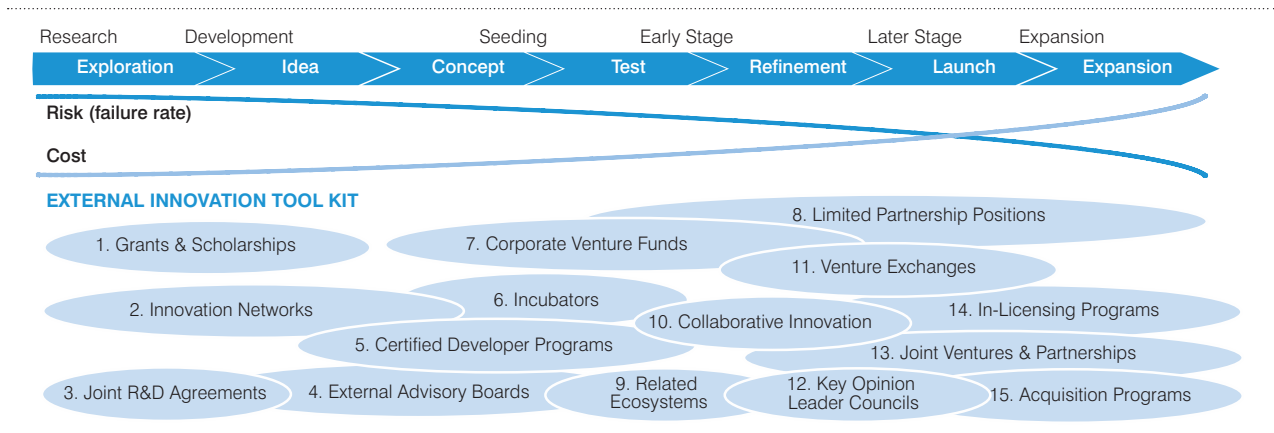 Research Development Seeding Early Stage Later Stage Expansion
Exploration Idea Concept Test Refinement Launch Expansion
Risk (failure rate)
Cost
EXTERNAL INNOVATION TOOL KIT
8. Limited Partnership Positions
1. Grants & Scholarships
7. Corporate Venture Funds
11. Venture Exchanges
6. Incubators
2. Innovation Networks
14. In-Licensing Programs
10. Collaborative Innovation
5. Certified Developer Programs
13. Joint Ventures & Partnerships
3. Joint R&D Agreements
4. External Advisory Boards
9. Related
Ecosystems
12. Key Opinion
Leader Councils
15. Acquisition Programs